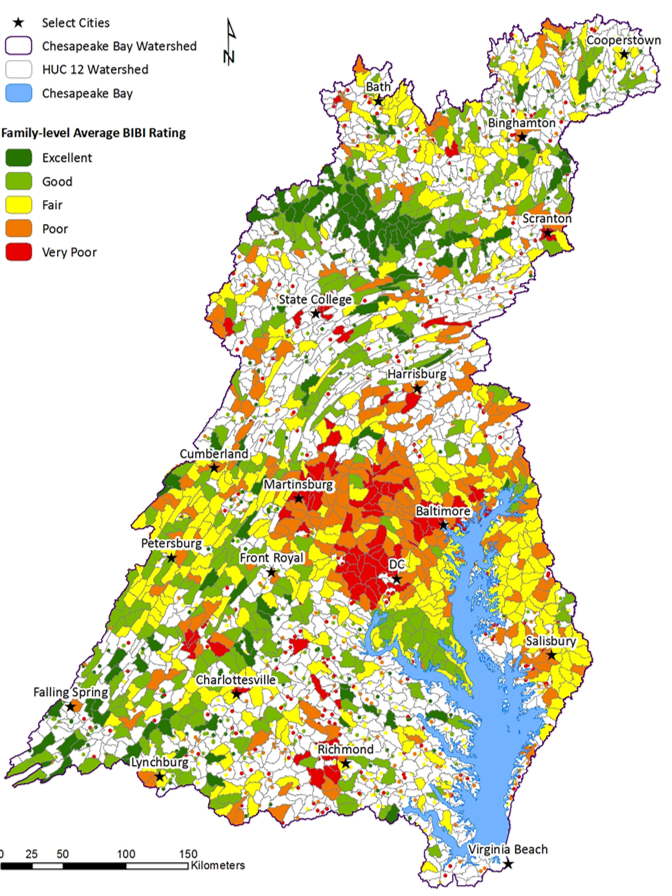 Select Cities
Chesapeake Bay Watershed
HUC 12 Watershed
Chesapeake Bay
N
Family-level Average BIBI Rating
Excellent
Good
Fair
Poor
Very Poor
Cooperstown
Bath
Binghamton
Scranton
State College
Harrisburg
Cumberland
Martinsburg
Baltimore
Petersburg
Front Royal
DC
Salisbury
Charlottesville
Falling Spring
Richmond
Lynchburg
Virginia Beach
0 25 50 100 150
Kilometers